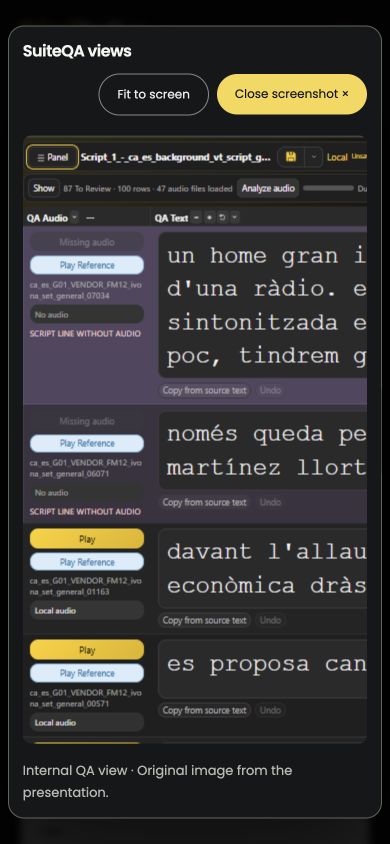 SuiteQA views
Fit to screen
Close screenshot ×
Panel
Script_1_-_ca_es_background_vt_script_g...
Local
Show
87 To Review · 100 rows · 47 audio files loaded
Analyze audio
QA Audio
QA Text
Missing audio
Play Reference
ca_es_G01_VENDOR_FM12_ivo
na_set_general_07034
No audio
SCRIPT LINE WITHOUT AUDIO
un home gran i
d'una ràdio. e
sintonitzada e
poc, tindrem g
Copy from source text
Undo
Missing audio
Play Reference
ca_es_G01_VENDOR_FM12_ivo
na_set_general_06071
No audio
SCRIPT LINE WITHOUT AUDIO
només queda pe
martínez llort
Copy from source text
Undo
Play
Play Reference
ca_es_G01_VENDOR_FM12_ivo
na_set_general_01163
Local audio
davant l'allau
econòmica dràs
Copy from source text
Undo
Play
Play Reference
ca_es_G01_VENDOR_FM12_ivo
na_set_general_00571
Local audio
es proposa can
Copy from source text
Undo
Internal QA view · Original image from the
presentation.